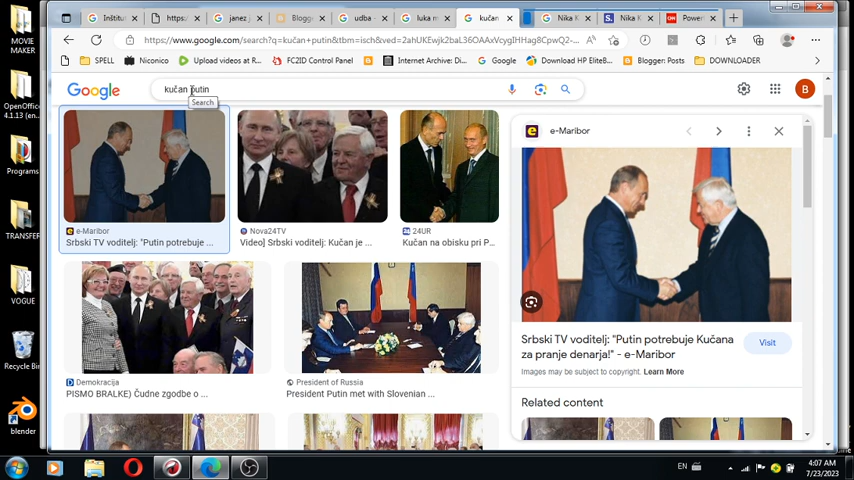 MOVIE
MAKER
OpenOffice
4.1.13 (en...
Programs
TRANSFER
VOGUE
Recycle Bin
blender
Inštitut
https:
janez j
Blogge
udba -
luka m
kučan
Nika K
Nika K
Power
https://www.google.com/search?q=kučan+putin&tbm=isch&ved=2ahUKEwjk2baL36OAAxVcygIHHag8CpwQ2-...
SPELL
Niconico
Upload videos at R...
FC2ID Control Panel
Internet Archive: Di...
Google
Download HP EliteB...
Blogger: Posts
DOWNLOADER
Google
kučan putin
Search
B
e-Maribor
Srbski TV voditelj: "Putin potrebuje ...
Nova24TV
Video] Srbski voditelj: Kučan je ...
24UR
Kučan na obisku pri P...
Demokracija
PISMO BRALKE) Čudne zgodbe o ...
President of Russia
President Putin met with Slovenian ...
e-Maribor
Srbski TV voditelj: "Putin potrebuje Kučana
za pranje denarja!" - e-Maribor
Visit
Images may be subject to copyright. Learn More
Related content
EN
4:07 AM
7/23/2023